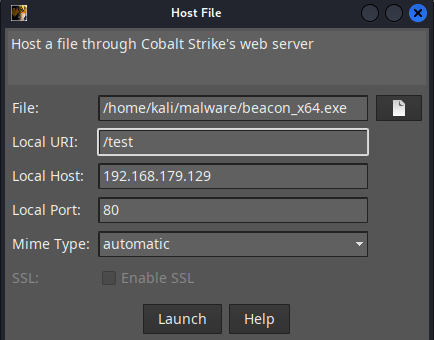 Host File
Host a file through Cobalt Strike's web server
File: /home/kali/malware/beacon_x64.exe
Local URI: /test
Local Host: 192.168.179.129
Local Port: 80
Mime Type: automatic
SSL: Enable SSL
Launch Help